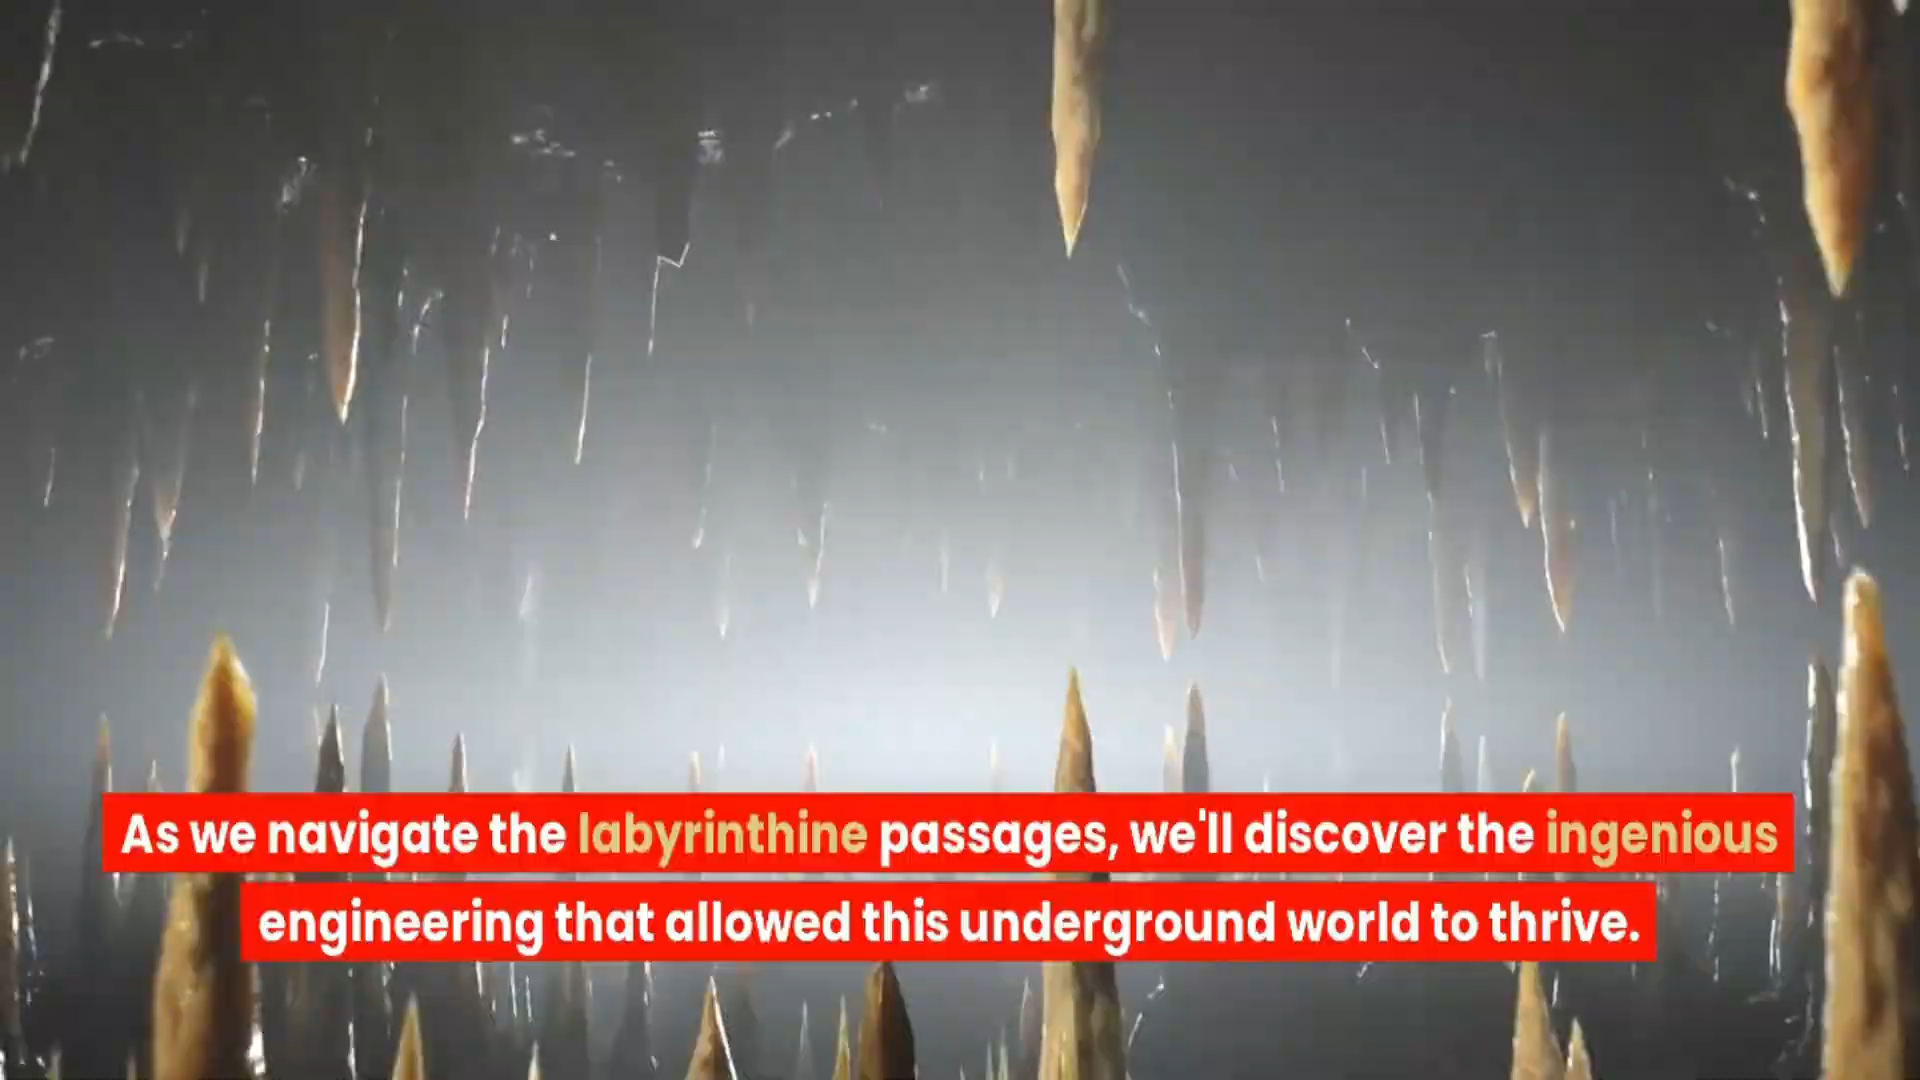 As we navigate the labyrinthine passages, we'll discover the ingenious
engineering that allowed this underground world to thrive.